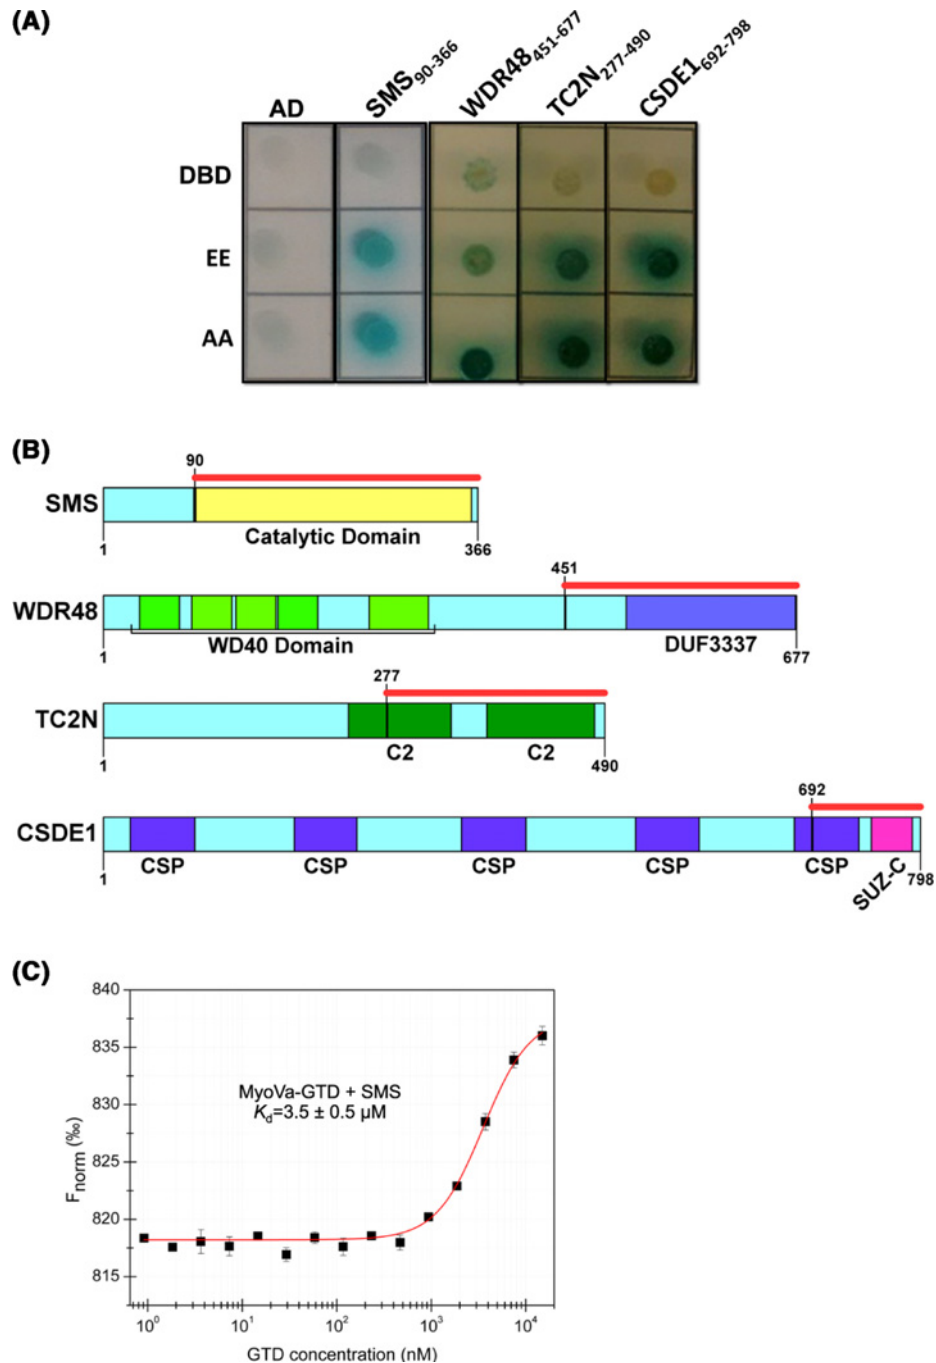 (A)
AD
SMS90-366
WDR48451-677
TC2N277-490
CSDE1692-798
DBD
EE
AA
(B)
90
SMS
Catalytic Domain
1
366
451
WDR48
WD40 Domain
DUF3337
1
677
277
TC2N
C2
C2
1
490
692
CSDE1
CSP
CSP
CSP
CSP
CSP
SUZ-C
1
798
(C)
840
835
830
825
820
815
Fnorm (‰)
MyoVa-GTD + SMS
Kd=3.5 ± 0.5 µM
10⁰
10¹
10²
10³
10⁴
GTD concentration (nM)